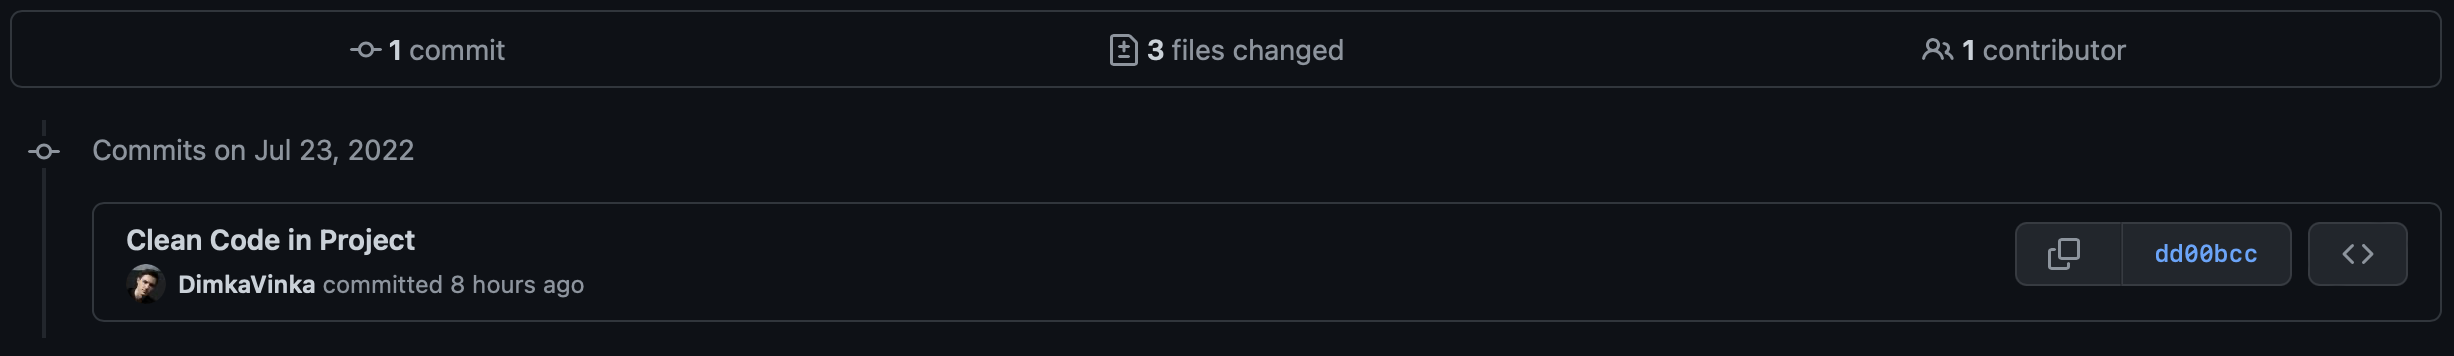 1 commit
3 files changed
1 contributor
Commits on Jul 23, 2022
Clean Code in Project
DimkaVinka committed 8 hours ago
dd00bcc